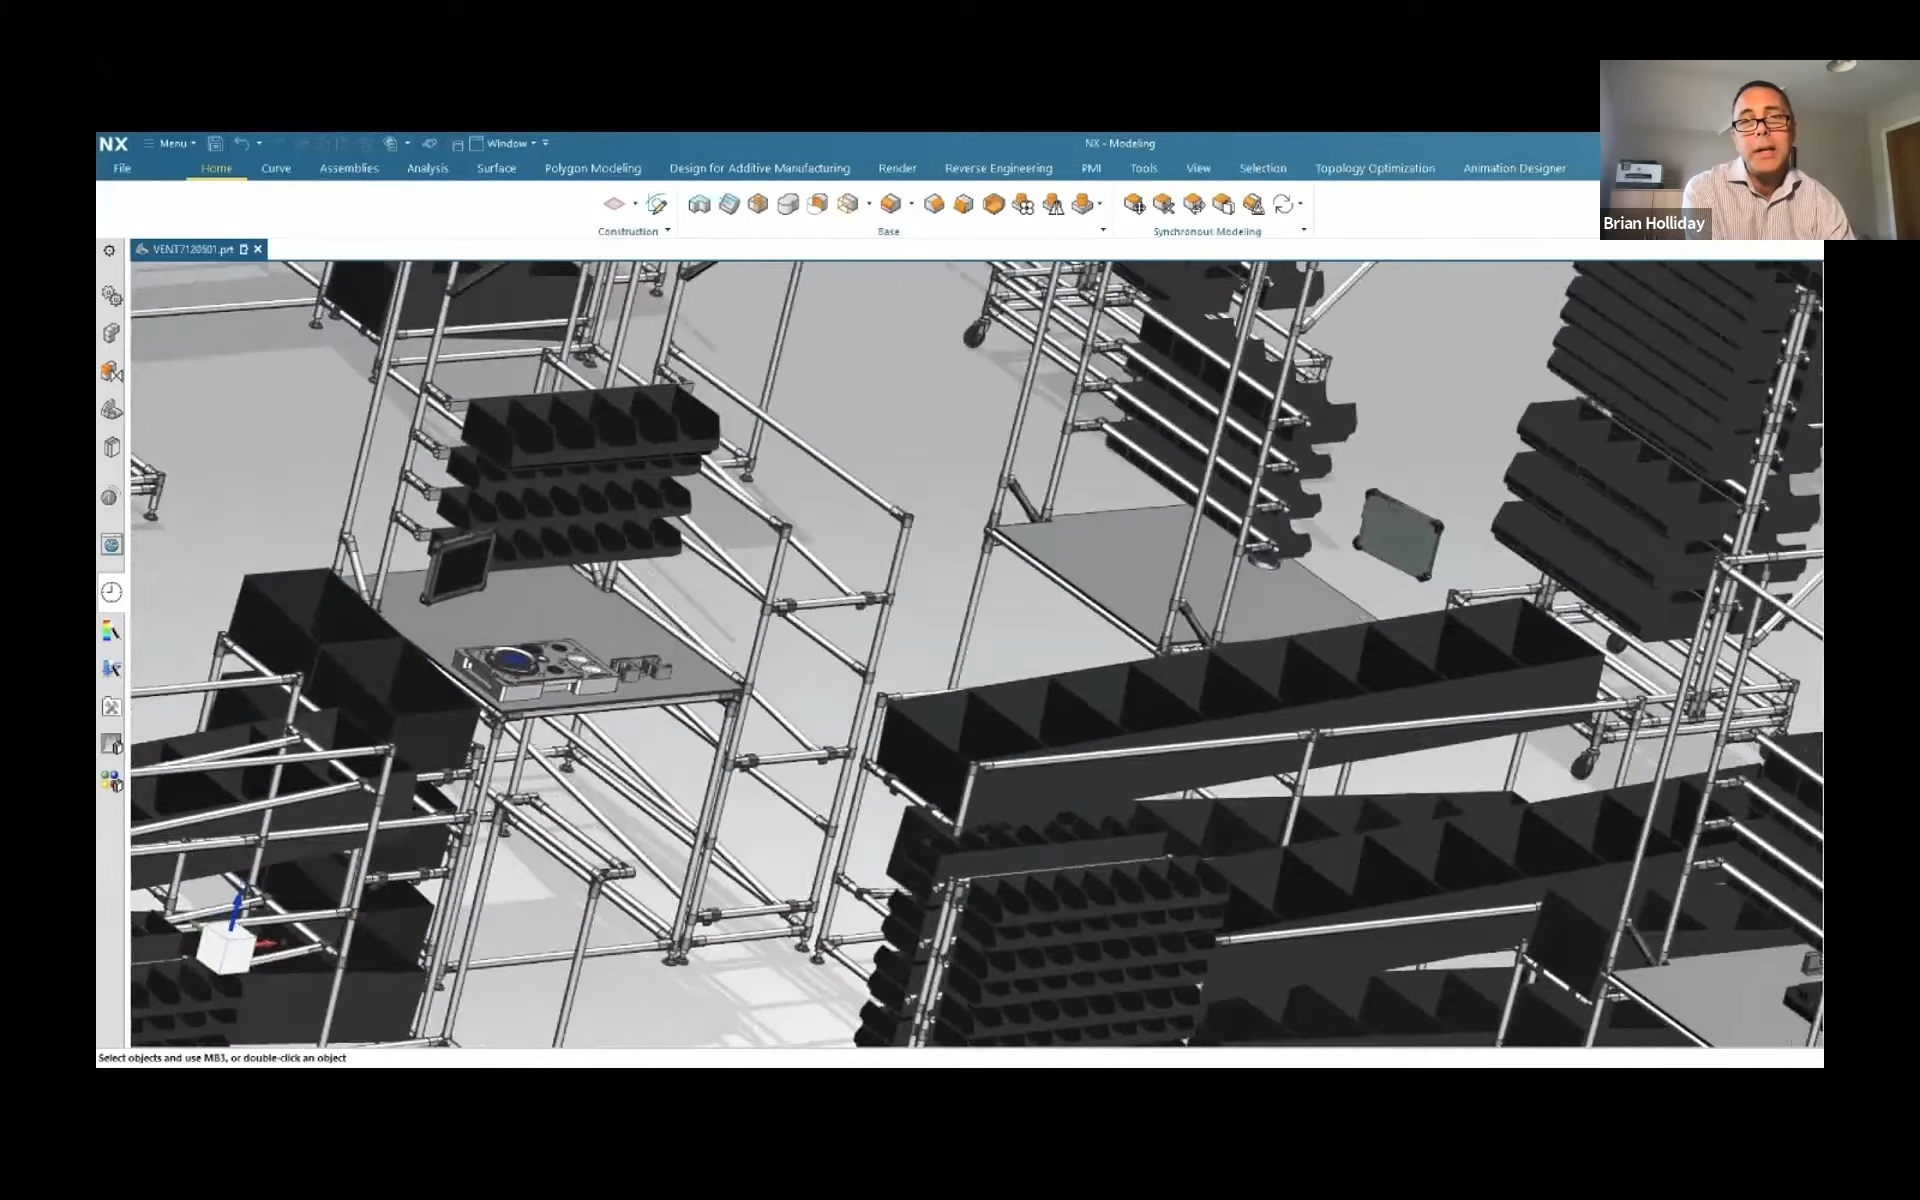 NX Menu Window NX - Modeling
File Home Curve Assemblies Analysis Surface Polygon Modeling Design for Additive Manufacturing Render Reverse Engineering PMI Tools View Selection Topology Optimization Animation Designer
Construction Base Synchronous Modeling
Brian Holliday
VENT7120501.prt
Select objects and use MB3, or double-click an object